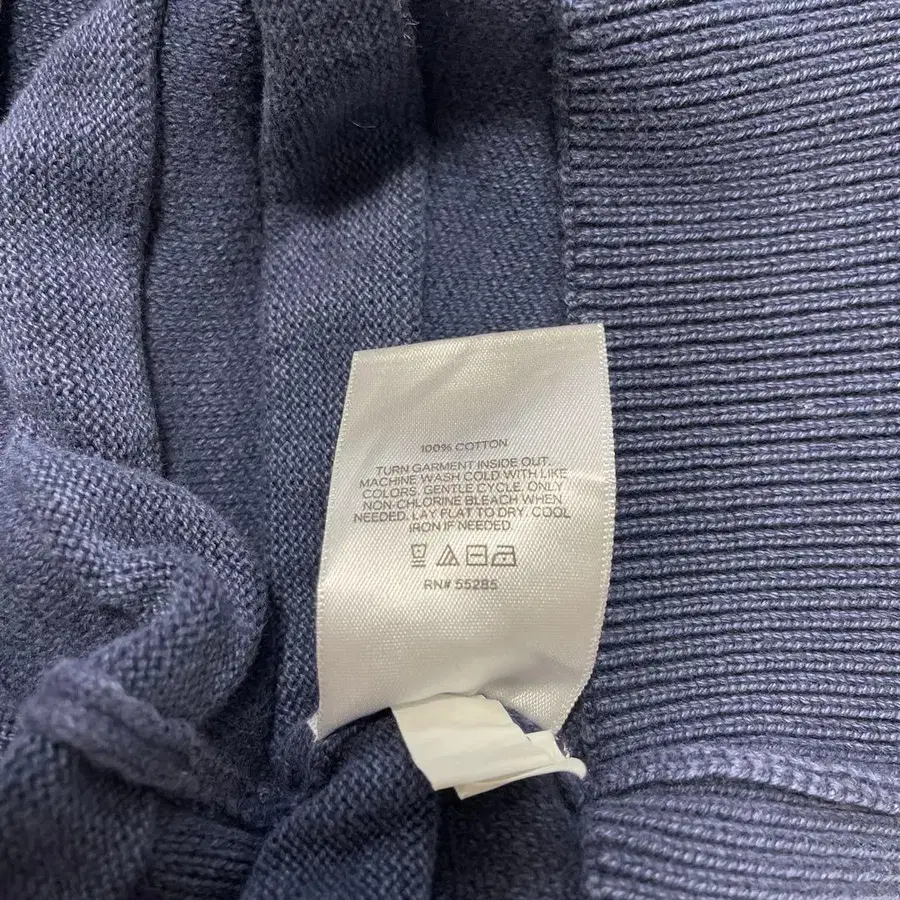 100% COTTON
TURN GARMENT INSIDE OUT.
MACHINE WASH COLD WITH LIKE
COLORS. GENTLE CYCLE. ONLY
NON-CHLORINE BLEACH WHEN
NEEDED. LAY FLAT TO DRY. COOL
IRON IF NEEDED
RN# 55285